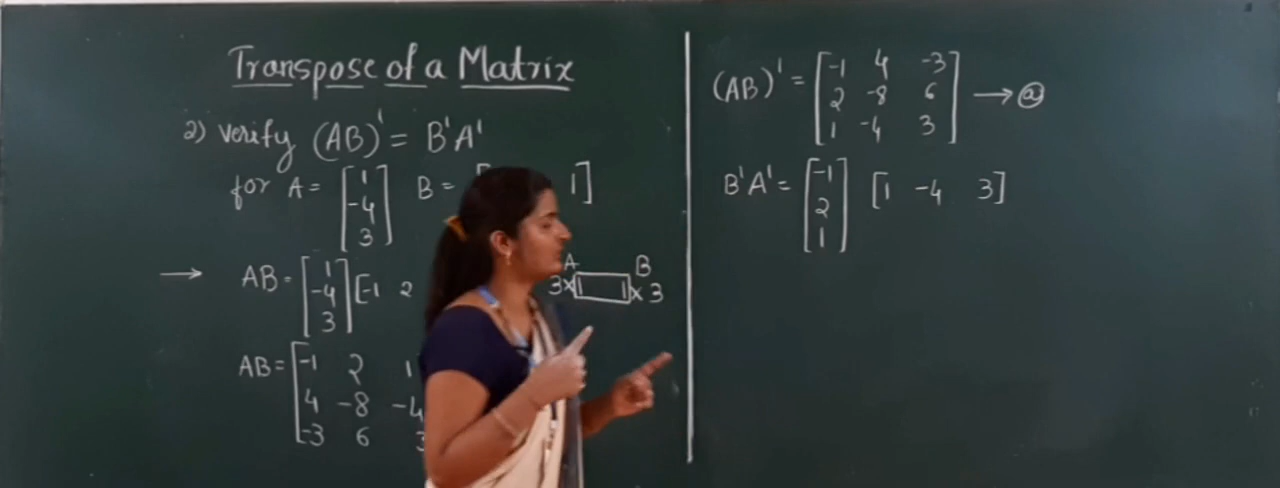 Transpose of a Matrix
2) Verify (AB)' = B'A'
for A = [1 B = [ 1]
-4
3]
→ AB = [1 [-1 2
-4
3]
A B
3×1 1×3
AB = [-1 2 1
4 -8 -4
-3 6 3
(AB)' = [-1 4 -3
2 -8 6
1 -4 3] → ⓐ
B'A' = [-1 [1 -4 3]
2
1]